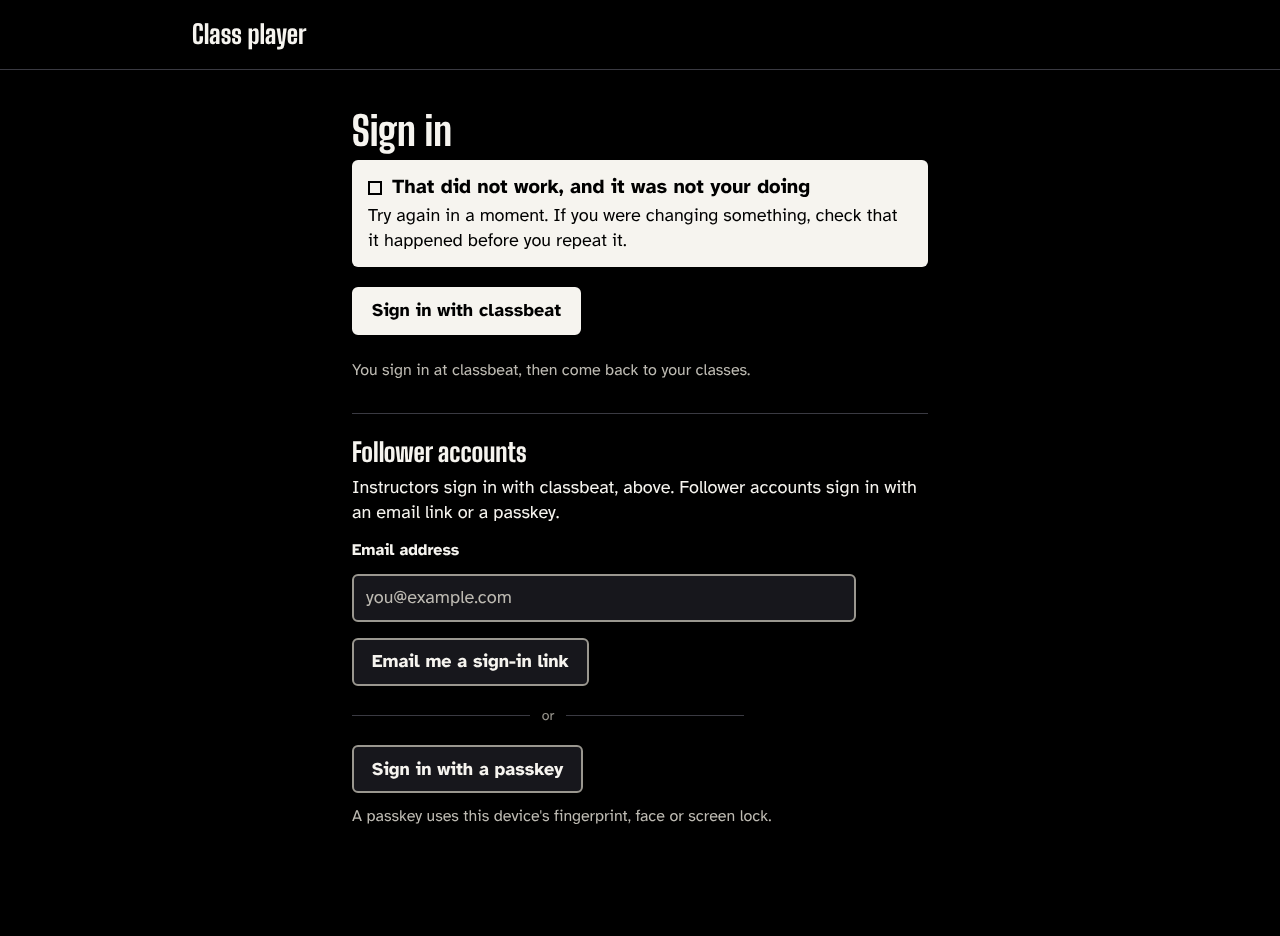 Class player
Sign in
That did not work, and it was not your doing
Try again in a moment. If you were changing something, check that
it happened before you repeat it.
Sign in with classbeat
You sign in at classbeat, then come back to your classes.
Follower accounts
Instructors sign in with classbeat, above. Follower accounts sign in with
an email link or a passkey.
Email address
you@example.com
Email me a sign-in link
or
Sign in with a passkey
A passkey uses this device's fingerprint, face or screen lock.